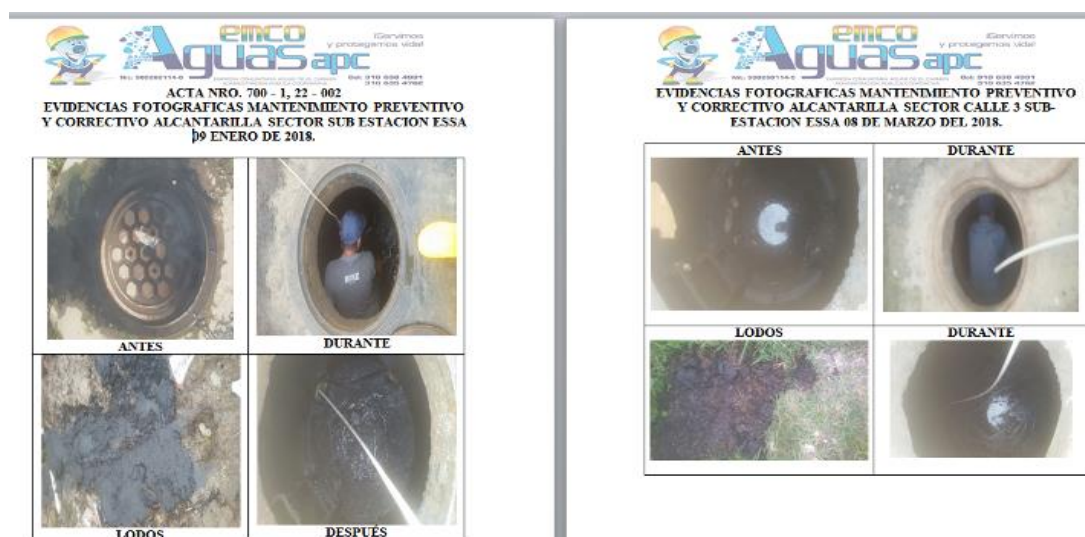 emco
Aguas apc
¡Servimos
y protegemos vida!
ACTA NRO. 700 - 1, 22 - 002
EVIDENCIAS FOTOGRAFICAS MANTENIMIENTO PREVENTIVO
Y CORRECTIVO ALCANTARILLA SECTOR SUB ESTACION ESSA
09 ENERO DE 2018.
ANTES
DURANTE
LODOS
DESPUÉS
emco
Aguas apc
¡Servimos
y protegemos vida!
EVIDENCIAS FOTOGRAFICAS MANTENIMIENTO PREVENTIVO
Y CORRECTIVO ALCANTARILLA SECTOR CALLE 3 SUB-
ESTACION ESSA 08 DE MARZO DEL 2018.
ANTES
DURANTE
LODOS
DURANTE